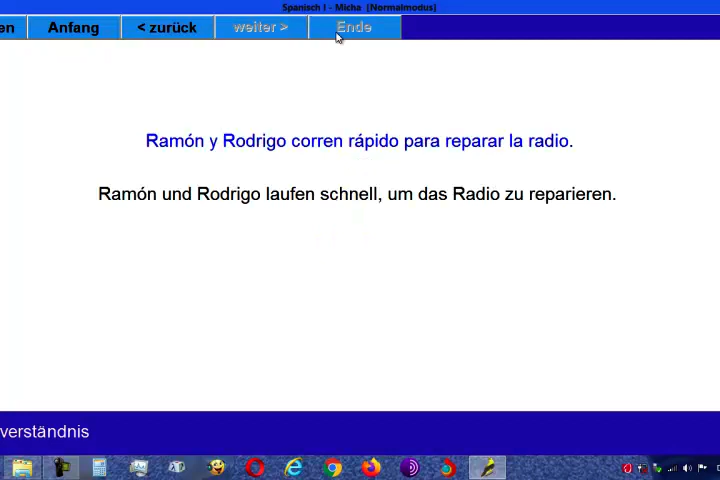 Spanisch I - Micha [Normalmodus]
en Anfang < zurück weiter > Ende
Ramón y Rodrigo corren rápido para reparar la radio.
Ramón und Rodrigo laufen schnell, um das Radio zu reparieren.
verständnis